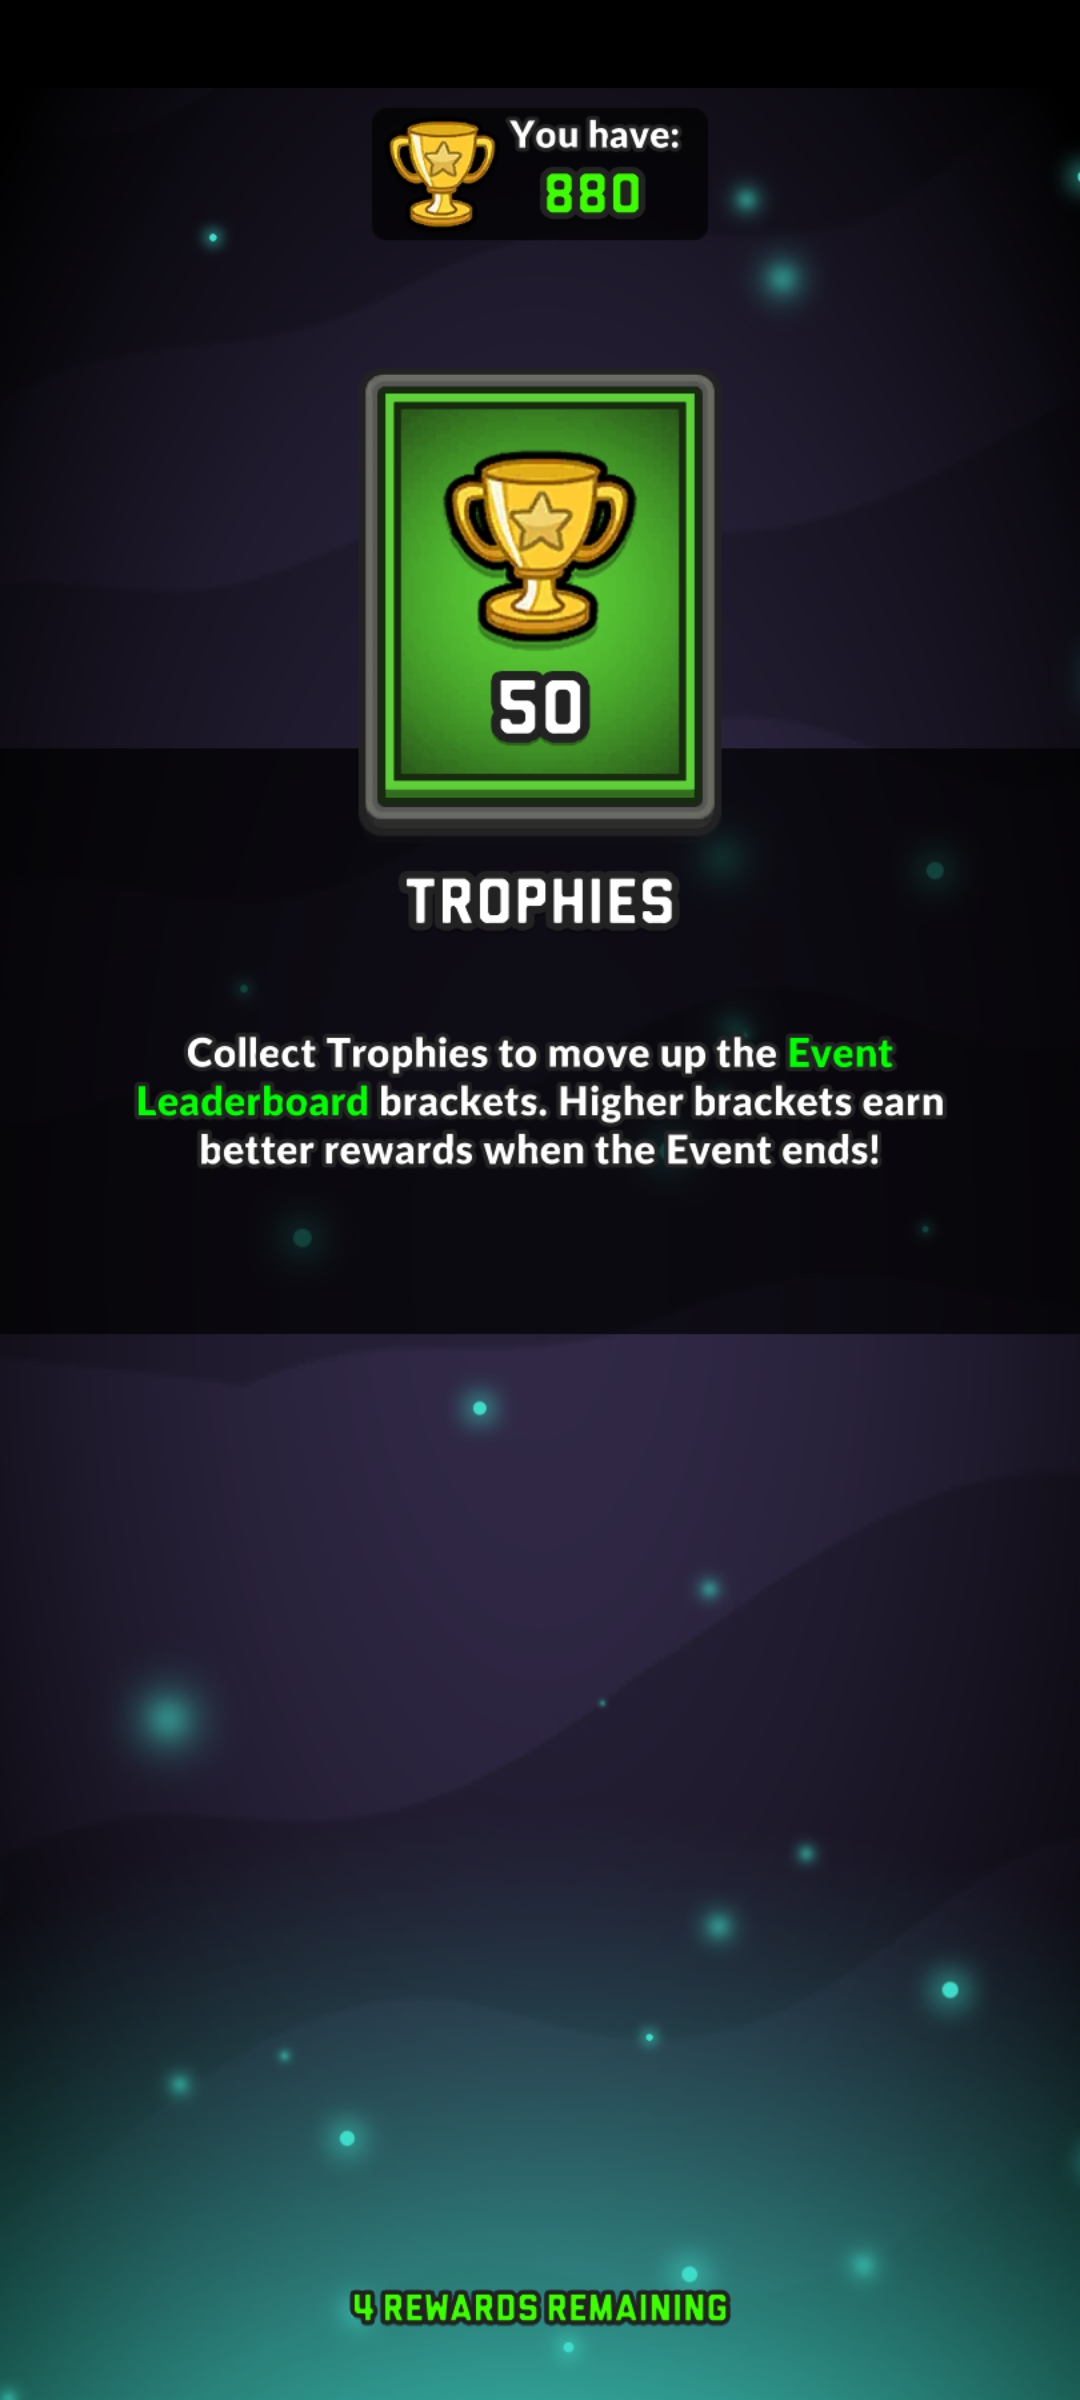 You have:
880
50
TROPHIES
Collect Trophies to move up the Event
Leaderboard brackets. Higher brackets earn
better rewards when the Event ends!
4 REWARDS REMAINING